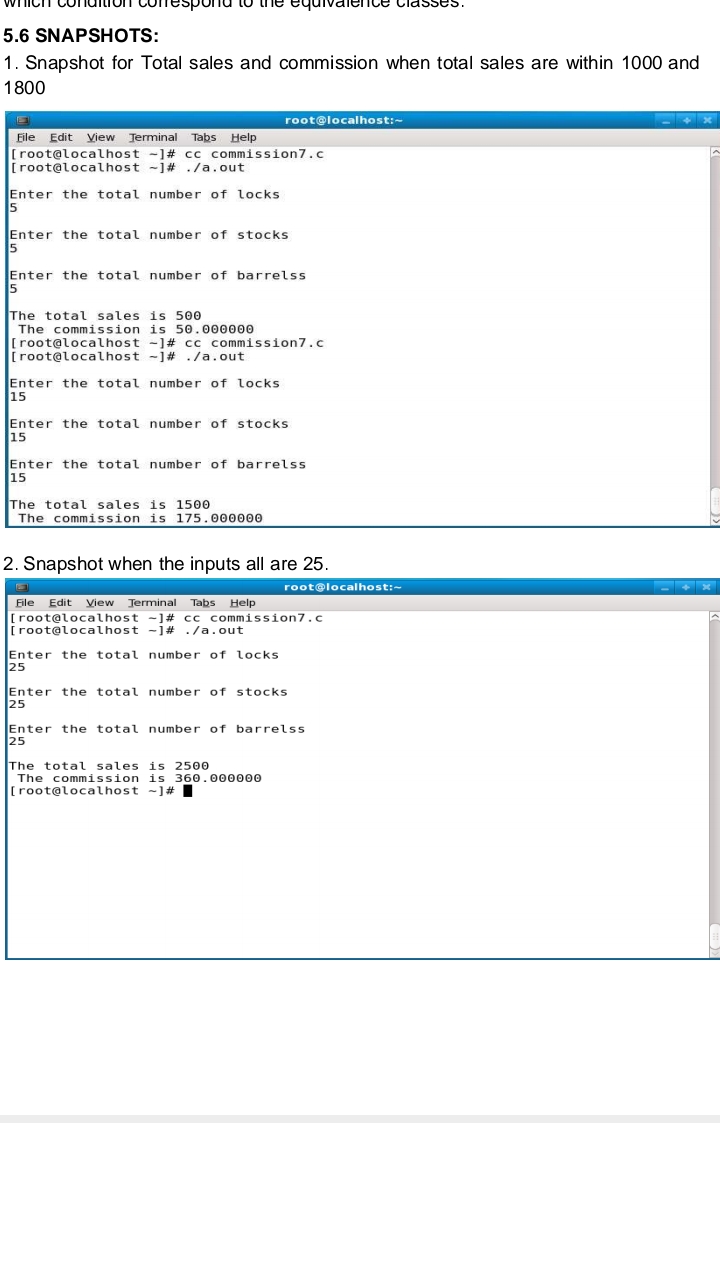 which condition correspond to the equivalence classes.
5.6 SNAPSHOTS:
1. Snapshot for Total sales and commission when total sales are within 1000 and
1800
root@localhost:~
File Edit View Terminal Tabs Help
[root@localhost ~]# cc commission7.c
[root@localhost ~]# ./a.out
Enter the total number of locks
5
Enter the total number of stocks
5
Enter the total number of barrelss
5
The total sales is 500
The commission is 50.000000
[root@localhost ~]# cc commission7.c
[root@localhost ~]# ./a.out
Enter the total number of locks
15
Enter the total number of stocks
15
Enter the total number of barrelss
15
The total sales is 1500
The commission is 175.000000
2. Snapshot when the inputs all are 25.
root@localhost:~
File Edit View Terminal Tabs Help
[root@localhost ~]# cc commission7.c
[root@localhost ~]# ./a.out
Enter the total number of locks
25
Enter the total number of stocks
25
Enter the total number of barrelss
25
The total sales is 2500
The commission is 360.000000
[root@localhost ~]#